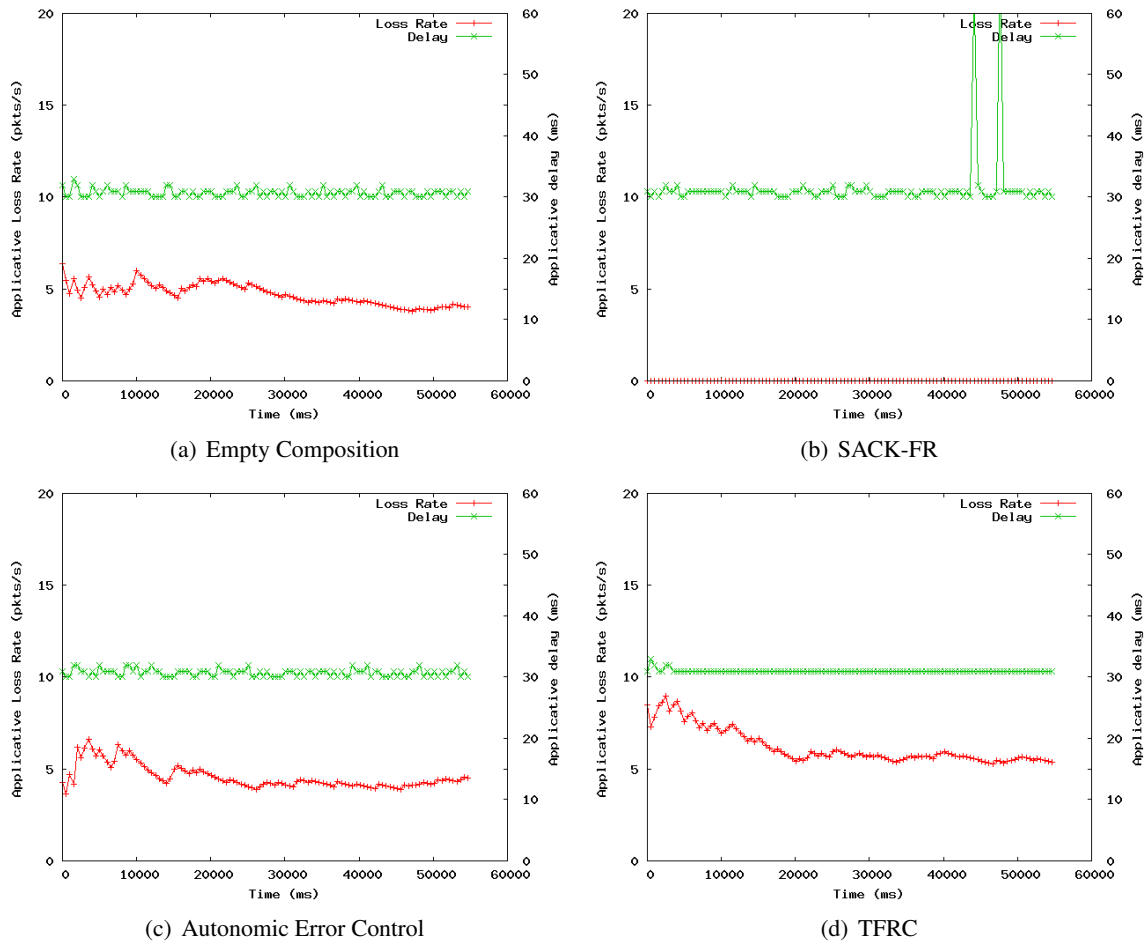 20
15
10
5
0
Applicative Loss Rate (pkts/s)
60
50
40
30
20
10
0
Applicative delay (ms)
Loss Rate
Delay
0 10000 20000 30000 40000 50000 60000
Time (ms)
(a) Empty Composition
20
15
10
5
0
Applicative Loss Rate (pkts/s)
60
50
40
30
20
10
0
Applicative delay (ms)
Loss Rate
Delay
0 10000 20000 30000 40000 50000 60000
Time (ms)
(b) SACK-FR
20
15
10
5
0
Applicative Loss Rate (pkts/s)
60
50
40
30
20
10
0
Applicative delay (ms)
Loss Rate
Delay
0 10000 20000 30000 40000 50000 60000
Time (ms)
(c) Autonomic Error Control
20
15
10
5
0
Applicative Loss Rate (pkts/s)
60
50
40
30
20
10
0
Applicative delay (ms)
Loss Rate
Delay
0 10000 20000 30000 40000 50000 60000
Time (ms)
(d) TFRC